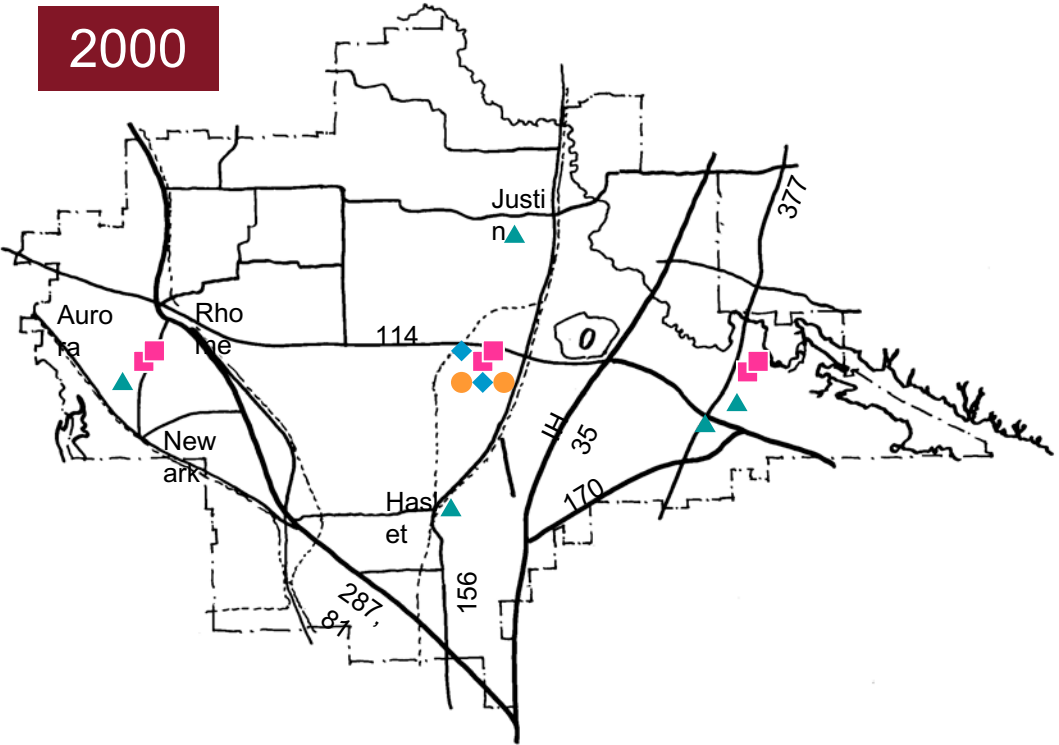 2000
377
Justi
n
Auro
ra
Rho
me
114
0
IH
35
New
ark
170
Hasl
et
156
287,
81